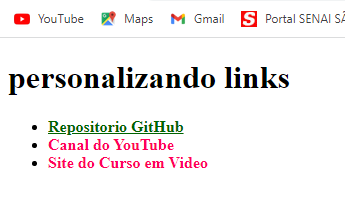 YouTube Maps Gmail Portal SENAI SÃ
personalizando links
Repositorio GitHub
Canal do YouTube
Site do Curso em Video